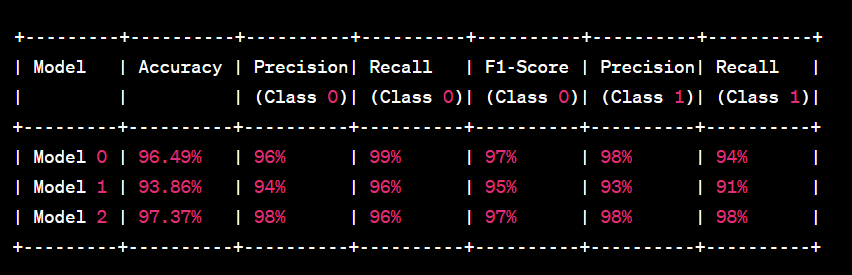 +---------+----------+----------+----------+----------+----------+----------+
| Model   | Accuracy | Precision| Recall   | F1-Score | Precision| Recall   |
|         |          | (Class 0)| (Class 0)| (Class 0)| (Class 1)| (Class 1)|
+---------+----------+----------+----------+----------+----------+----------+
| Model 0 | 96.49%   | 96%      | 99%      | 97%      | 98%      | 94%      |
| Model 1 | 93.86%   | 94%      | 96%      | 95%      | 93%      | 91%      |
| Model 2 | 97.37%   | 98%      | 96%      | 97%      | 98%      | 98%      |
+---------+----------+----------+----------+----------+----------+----------+